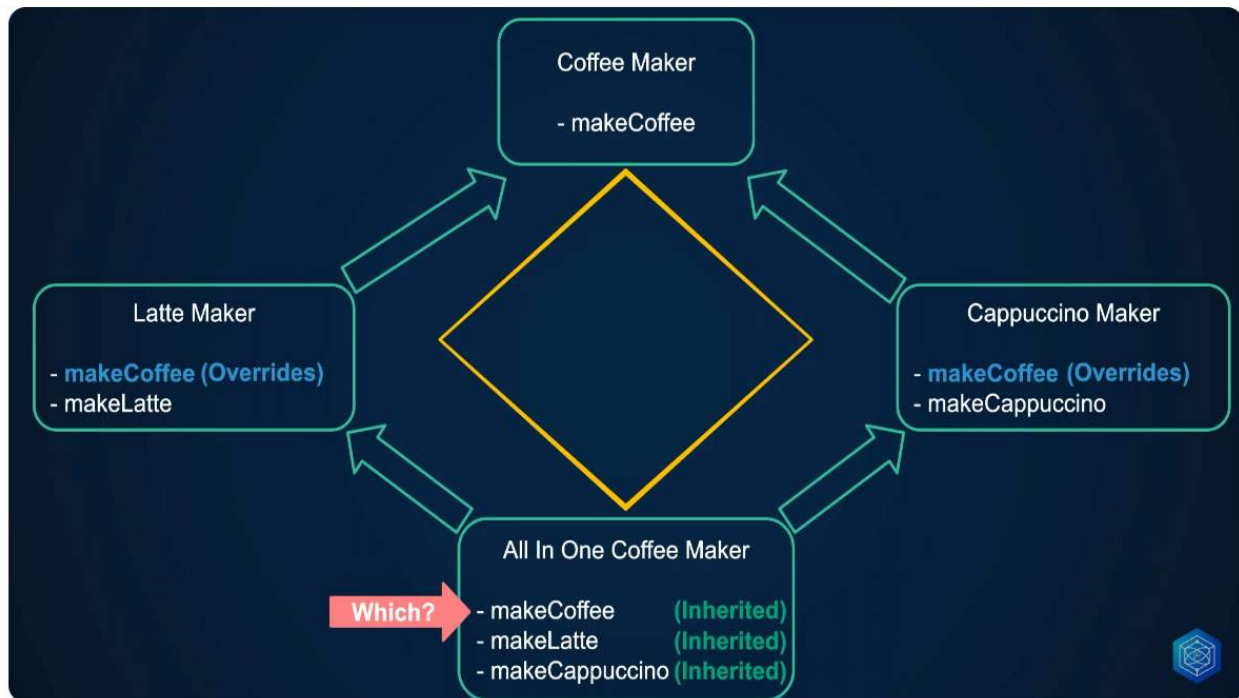 Coffee Maker
- makeCoffee
Latte Maker
- makeCoffee (Overrides)
- makeLatte
Cappuccino Maker
- makeCoffee (Overrides)
- makeCappuccino
All In One Coffee Maker
Which?
- makeCoffee (Inherited)
- makeLatte (Inherited)
- makeCappuccino (Inherited)